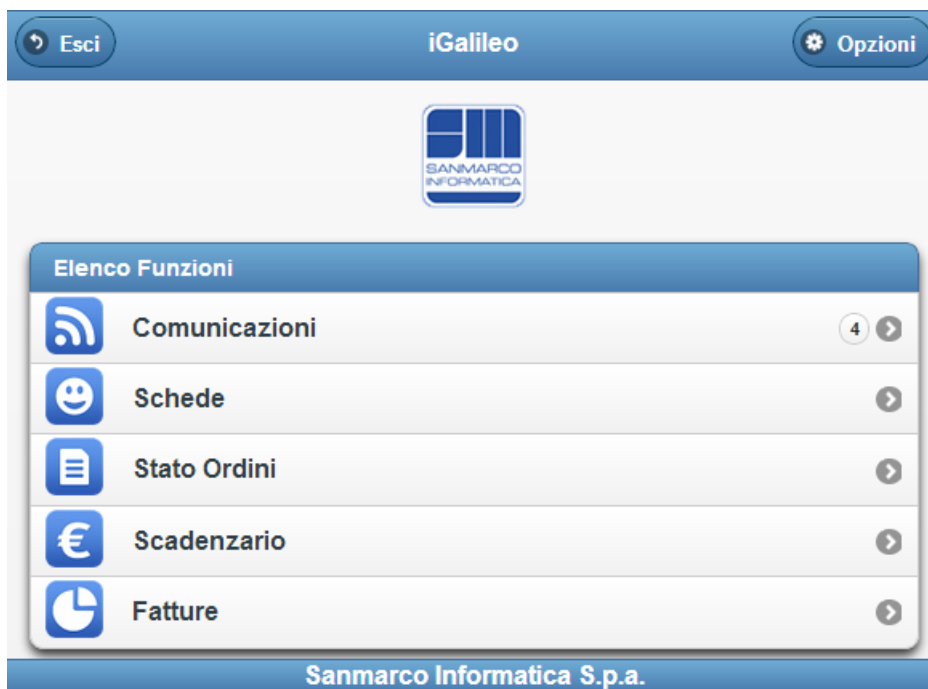 Esci
iGalileo
Opzioni
SANMARCO
INFORMATICA
Elenco Funzioni
Comunicazioni 4
Schede
Stato Ordini
Scadenzario
Fatture
Sanmarco Informatica S.p.a.